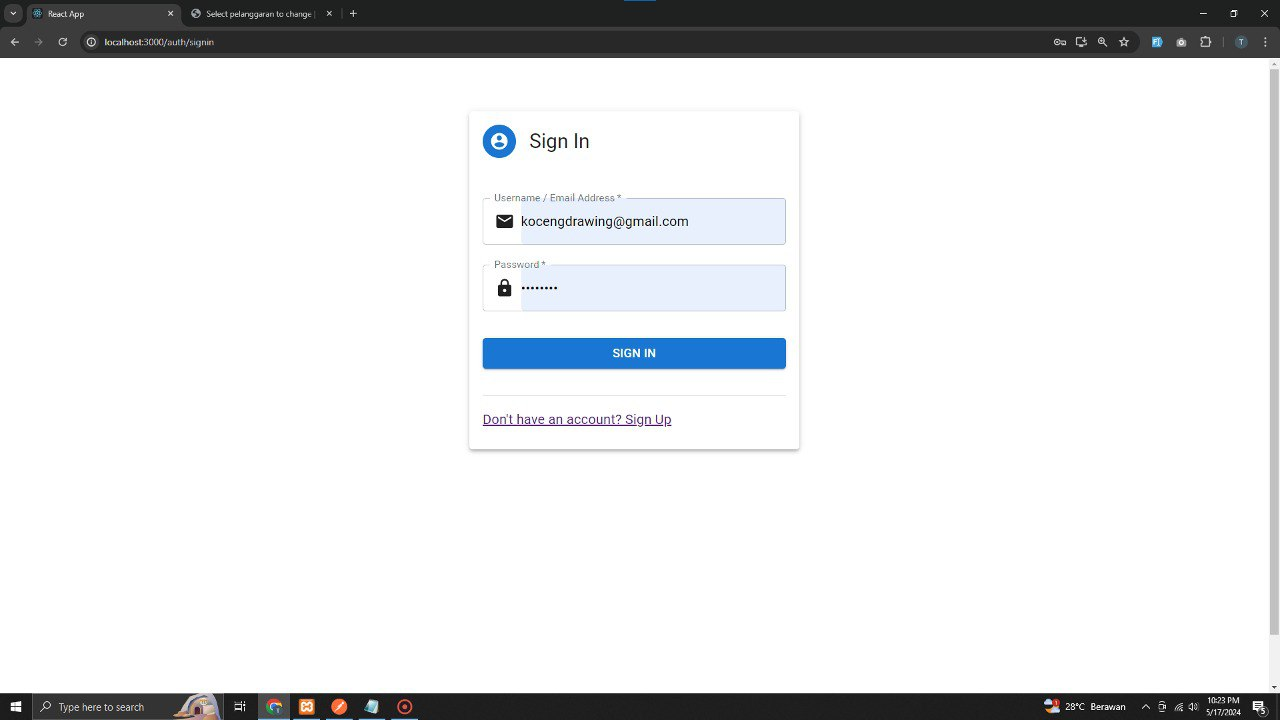 React App
Select pelanggaran to change |
localhost:3000/auth/signin
T
Sign In
Username / Email Address *
kocengdrawing@gmail.com
Password *
SIGN IN
Don't have an account? Sign Up
Type here to search
28°C Berawan
10:23 PM
5/17/2024